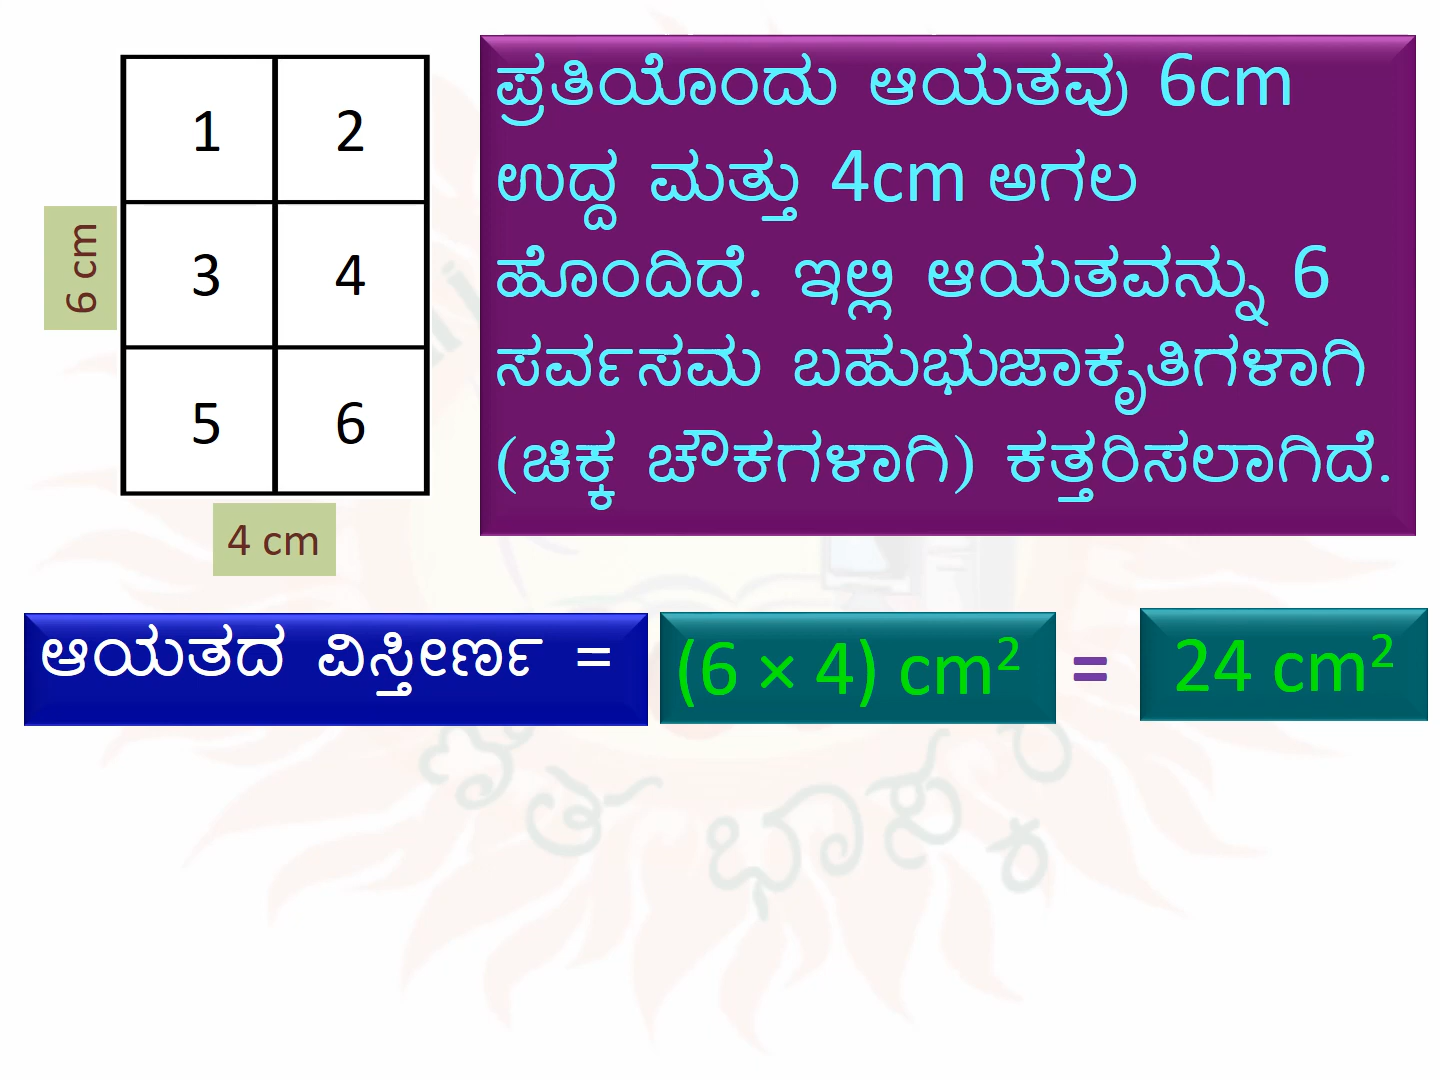 1 2
3 4
5 6
6 cm
4 cm
ಪ್ರತಿಯೊಂದು ಆಯತವು 6cm
ಉದ್ದ ಮತ್ತು 4cm ಅಗಲ
ಹೊಂದಿದೆ. ಇಲ್ಲಿ ಆಯತವನ್ನು 6
ಸರ್ವಸಮ ಬಹುಭುಜಾಕೃತಿಗಳಾಗಿ
(ಚಿಕ್ಕ ಚೌಕಗಳಾಗಿ) ಕತ್ತರಿಸಲಾಗಿದೆ.
ಆಯತದ ವಿಸ್ತೀರ್ಣ = (6 × 4) cm² = 24 cm²